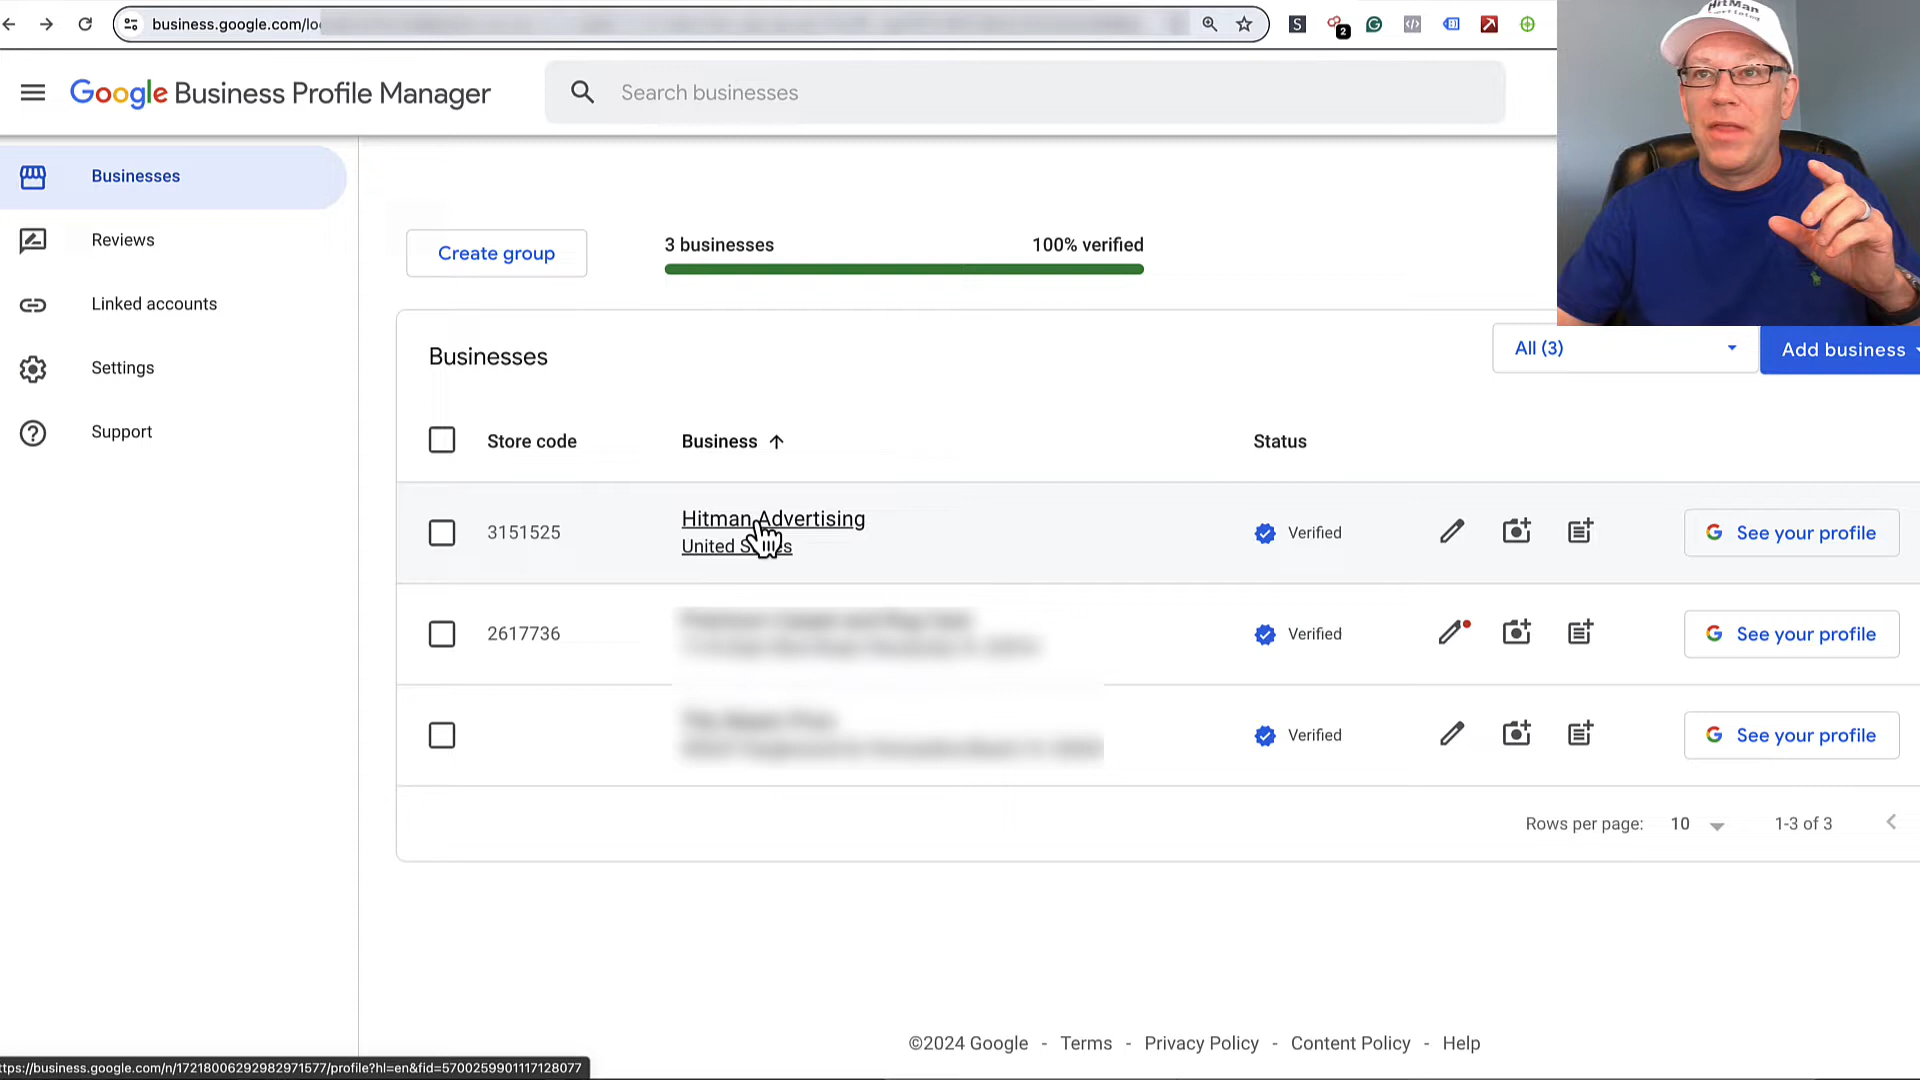 business.google.com/lo
2
HitMan
Google Business Profile Manager
Search businesses
Businesses
Reviews
Linked accounts
Settings
Support
Create group
3 businesses
100% verified
Businesses
All (3)
Add business
Store code
Business
Status
3151525
Hitman Advertising
United
Verified
See your profile
2617736
Verified
See your profile
Verified
See your profile
Rows per page: 10
1-3 of 3
©2024 Google - Terms - Privacy Policy - Content Policy - Help
ttps://business.google.com/n/17218006292982971577/profile?hl=en&fid=5700259901117128077